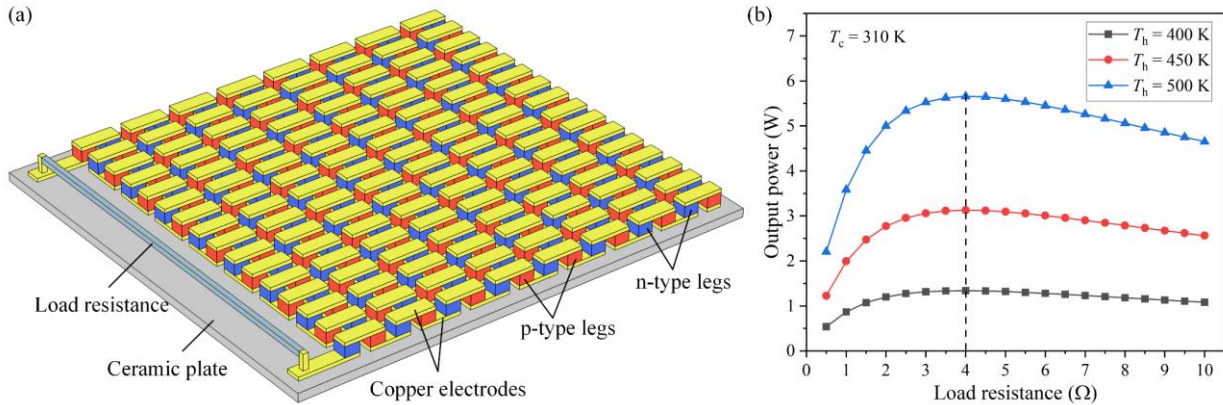 (a)
Load resistance
Ceramic plate
Copper electrodes
p-type legs
n-type legs
(b)
T_c = 310 K
T_h = 400 K
T_h = 450 K
T_h = 500 K
Output power (W)
7
6
5
4
3
2
1
0
0 1 2 3 4 5 6 7 8 9 10
Load resistance (Ω)